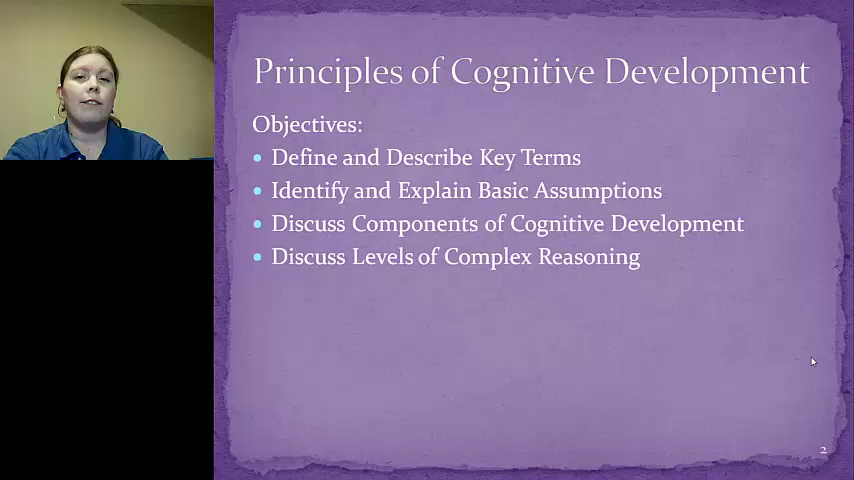 Principles of Cognitive Development
Objectives:
• Define and Describe Key Terms
• Identify and Explain Basic Assumptions
• Discuss Components of Cognitive Development
• Discuss Levels of Complex Reasoning
2